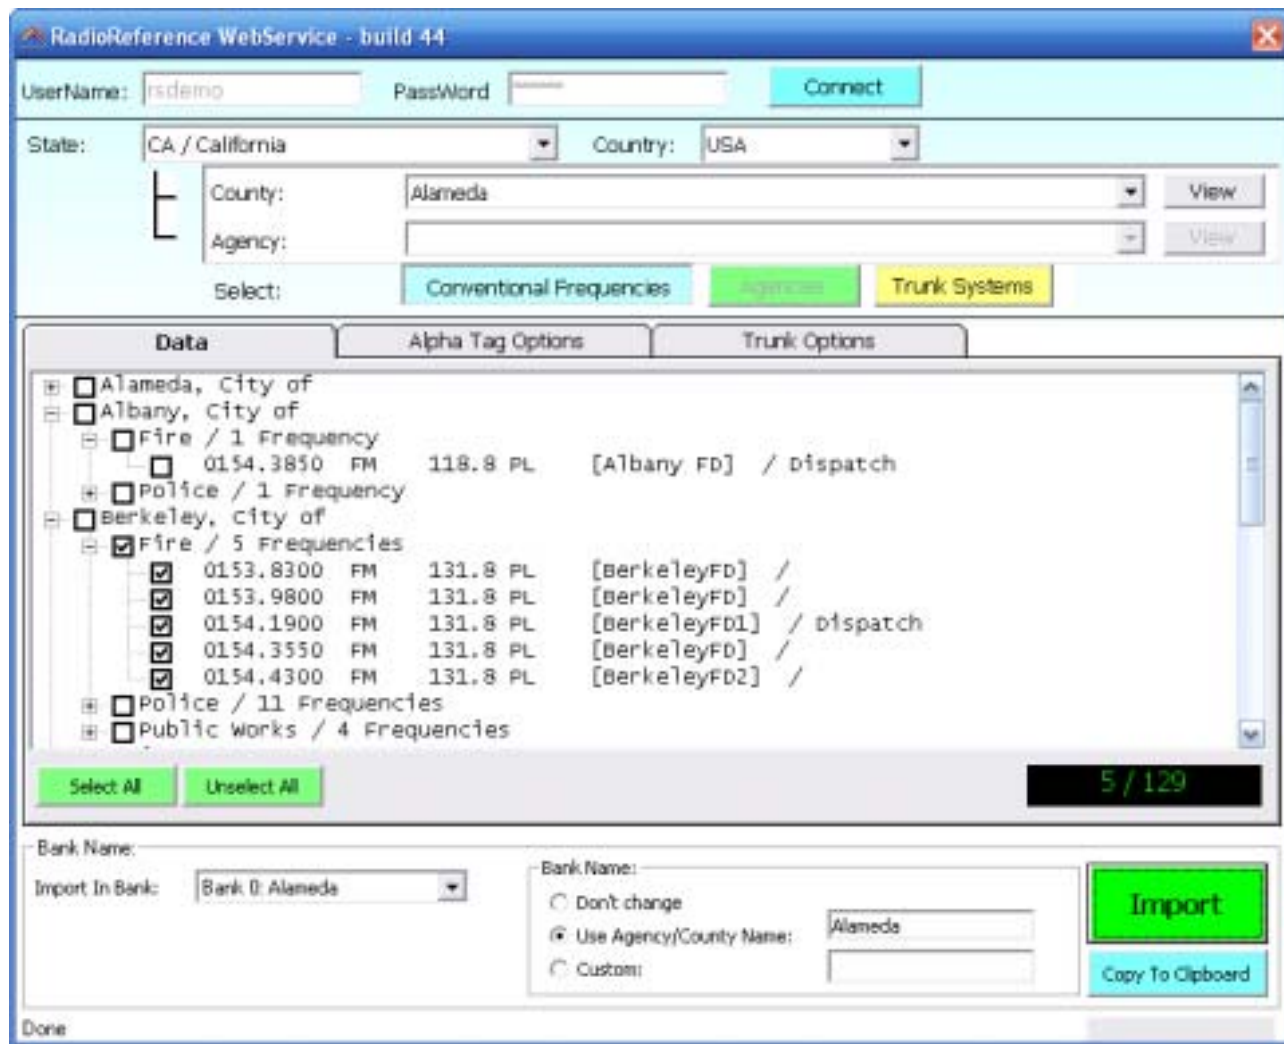 RadioReference WebService - build 44
UserName: rsdemo PassWord ****** Connect
State: CA / California Country: USA
County: Alameda View
Agency: View
Select: Conventional Frequencies Agencies Trunk Systems
Data Alpha Tag Options Trunk Options
Alameda, City of
Albany, City of
Fire / 1 Frequency
0154.3850 FM 118.8 PL [Albany FD] / Dispatch
Police / 1 Frequency
Berkeley, City of
Fire / 5 Frequencies
0153.8300 FM 131.8 PL [BerkeleyFD] /
0153.9800 FM 131.8 PL [BerkeleyFD] /
0154.1900 FM 131.8 PL [BerkeleyFD1] / Dispatch
0154.3550 FM 131.8 PL [BerkeleyFD] /
0154.4300 FM 131.8 PL [BerkeleyFD2] /
Police / 11 Frequencies
Public Works / 4 Frequencies
Select All Unselect All 5 / 129
Bank Name:
Import In Bank: Bank 0: Alameda
Bank Name:
Don't change
Use Agency/County Name: Alameda
Custom:
Import
Copy To Clipboard
Done